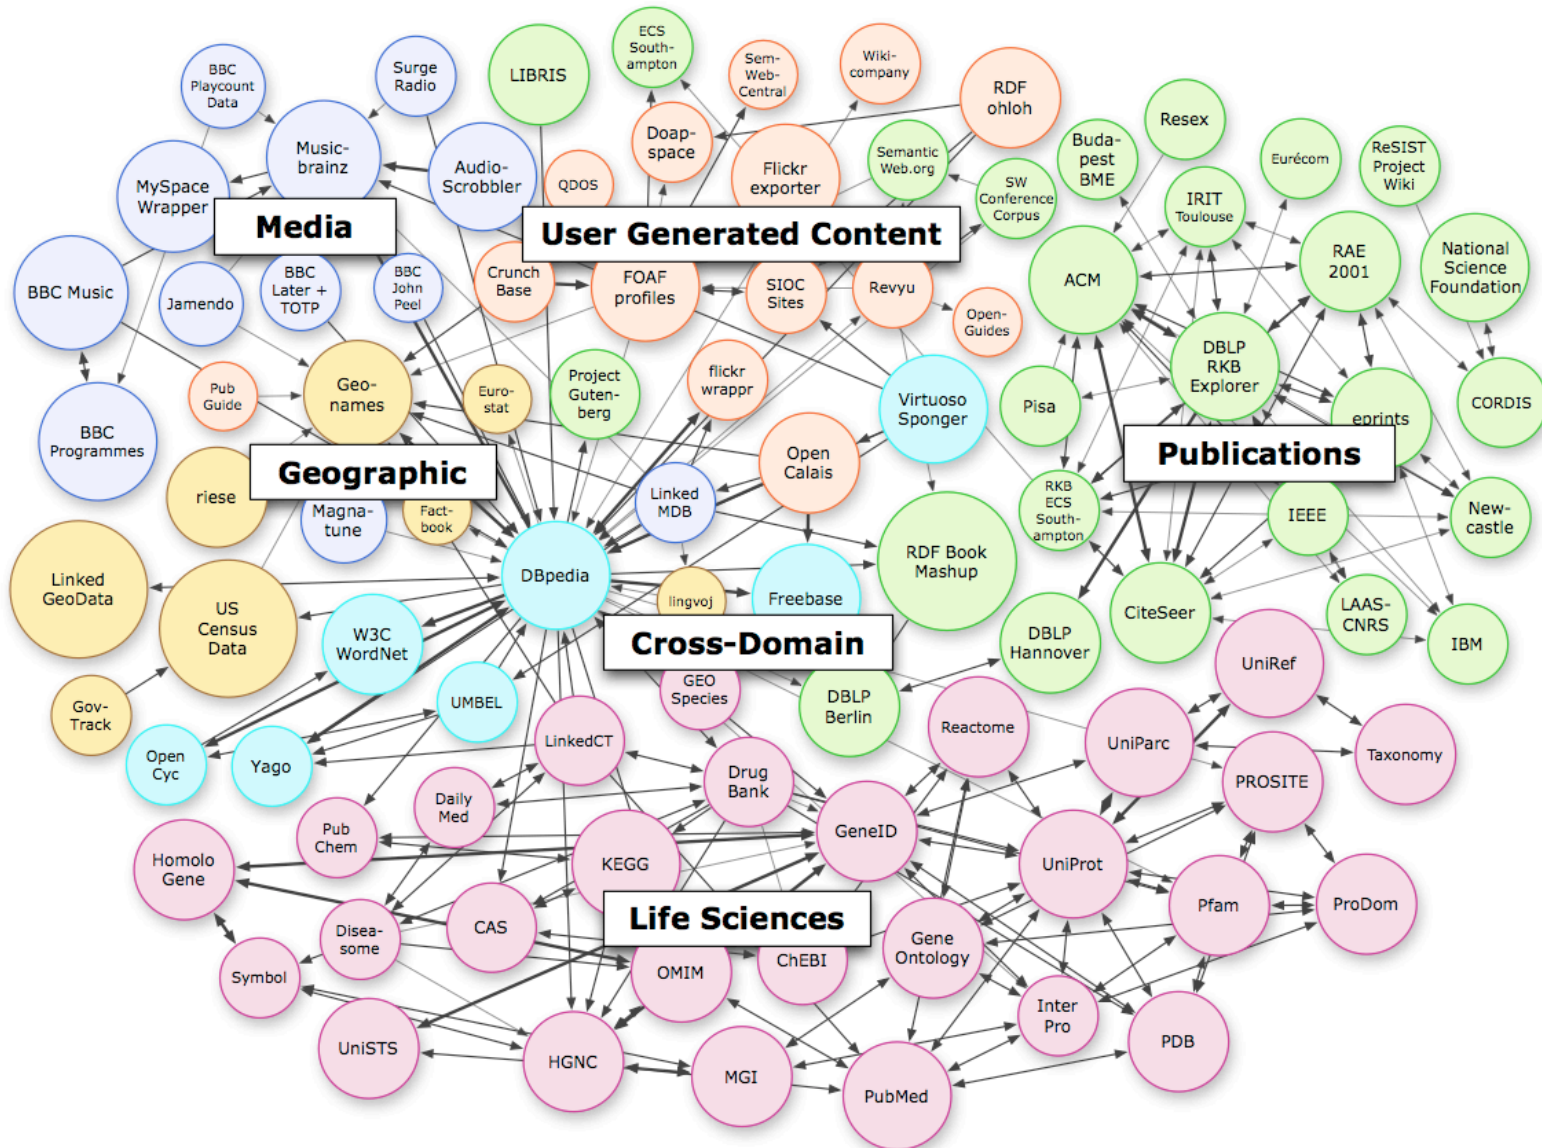 ECS
South-
ampton
BBC
Playcount
Data
Surge
Radio
LIBRIS
Sem-
Web-
Central
Wiki-
company
RDF
ohloh
Resex
Music-
brainz
Audio-
Scrobbler
MySpace
Wrapper
QDOS
Doap-
space
Flickr
exporter
Semantic
Web.org
SW
Conference
Corpus
Buda-
pest
BME
Eurécom
ReSIST
Project
Wiki
IRIT
Toulouse
Media
User Generated Content
RAE
2001
National
Science
Foundation
BBC Music
Jamendo
BBC
Later +
TOTP
BBC
John
Peel
Crunch
Base
FOAF
profiles
SIOC
Sites
Revyu
Open-
Guides
ACM
DBLP
RKB
Explorer
Pub
Guide
Geo-
names
Euro-
stat
Project
Guten-
berg
flickr
wrappr
Virtuoso
Sponger
Pisa
eprints
CORDIS
BBC
Programmes
Geographic
Open
Calais
Publications
riese
Magna-
tune
Fact-
book
Linked
MDB
RKB
ECS
South-
ampton
IEEE
New-
castle
Linked
GeoData
US
Census
Data
DBpedia
lingvoj
Freebase
RDF Book
Mashup
W3C
WordNet
Cross-Domain
DBLP
Hannover
CiteSeer
LAAS-
CNRS
IBM
Gov-
Track
UMBEL
GEO
Species
DBLP
Berlin
UniRef
Open
Cyc
Yago
LinkedCT
Reactome
UniParc
Taxonomy
Drug
Bank
PROSITE
Daily
Med
Pub
Chem
Homolo
Gene
KEGG
GeneID
UniProt
Pfam
ProDom
Life Sciences
Disea-
some
CAS
Symbol
OMIM
ChEBI
Gene
Ontology
Inter
Pro
PDB
UniSTS
HGNC
MGI
PubMed